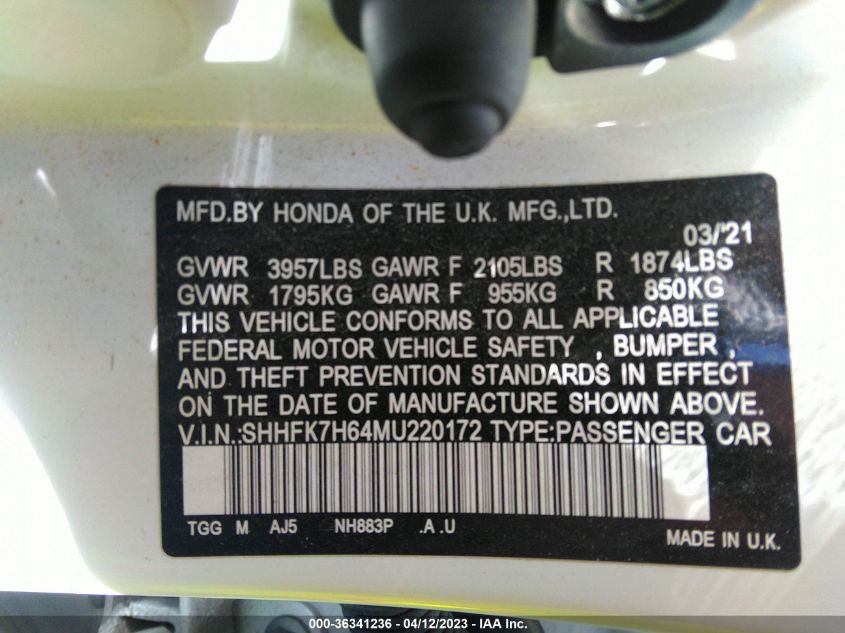 MFD.BY HONDA OF THE U.K. MFG.,LTD.
03/'21
GVWR 3957LBS GAWR F 2105LBS R 1874LBS
GVWR 1795KG GAWR F 955KG R 850KG
THIS VEHICLE CONFORMS TO ALL APPLICABLE
FEDERAL MOTOR VEHICLE SAFETY , BUMPER ,
AND THEFT PREVENTION STANDARDS IN EFFECT
ON THE DATE OF MANUFACTURE SHOWN ABOVE.
V.I.N.:SHHFK7H64MU220172 TYPE:PASSENGER CAR
TGG M AJ5 NH883P .A .U
MADE IN U.K.
000-36341236 - 04/12/2023 - IAA Inc.